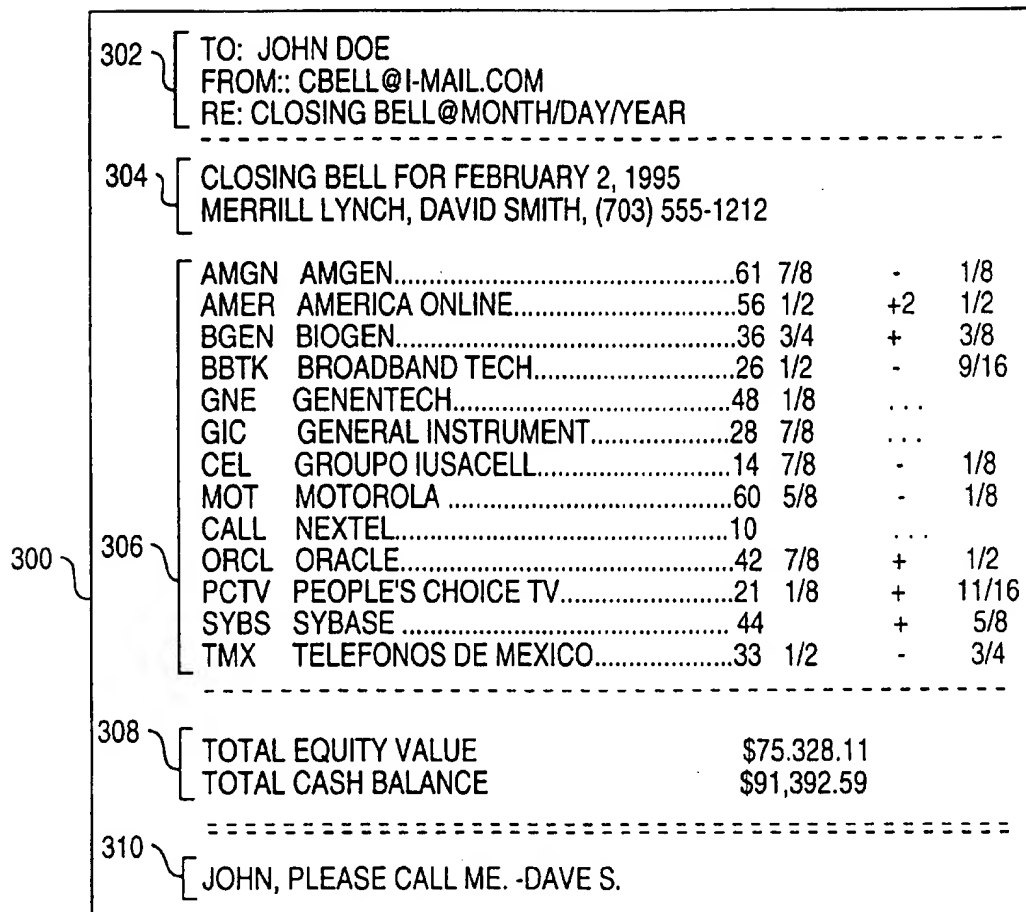 302 TO: JOHN DOE
FROM:: CBELL@I-MAIL.COM
RE: CLOSING BELL@MONTH/DAY/YEAR
304 CLOSING BELL FOR FEBRUARY 2, 1995
MERRILL LYNCH, DAVID SMITH, (703) 555-1212
AMGN AMGEN..........61 7/8 - 1/8
AMER AMERICA ONLINE..........56 1/2 +2 1/2
BGEN BIOGEN..........36 3/4 + 3/8
BBTK BROADBAND TECH..........26 1/2 - 9/16
GNE GENENTECH..........48 1/8 ...
GIC GENERAL INSTRUMENT..........28 7/8 ...
CEL GROUPO IUSACELL..........14 7/8 - 1/8
MOT MOTOROLA ..........60 5/8 - 1/8
CALL NEXTEL..........10 ...
300 306 ORCL ORACLE..........42 7/8 + 1/2
PCTV PEOPLE'S CHOICE TV..........21 1/8 + 11/16
SYBS SYBASE .......... 44 + 5/8
TMX TELEFONOS DE MEXICO..........33 1/2 - 3/4
308 TOTAL EQUITY VALUE $75.328.11
TOTAL CASH BALANCE $91,392.59
310 JOHN, PLEASE CALL ME. -DAVE S.